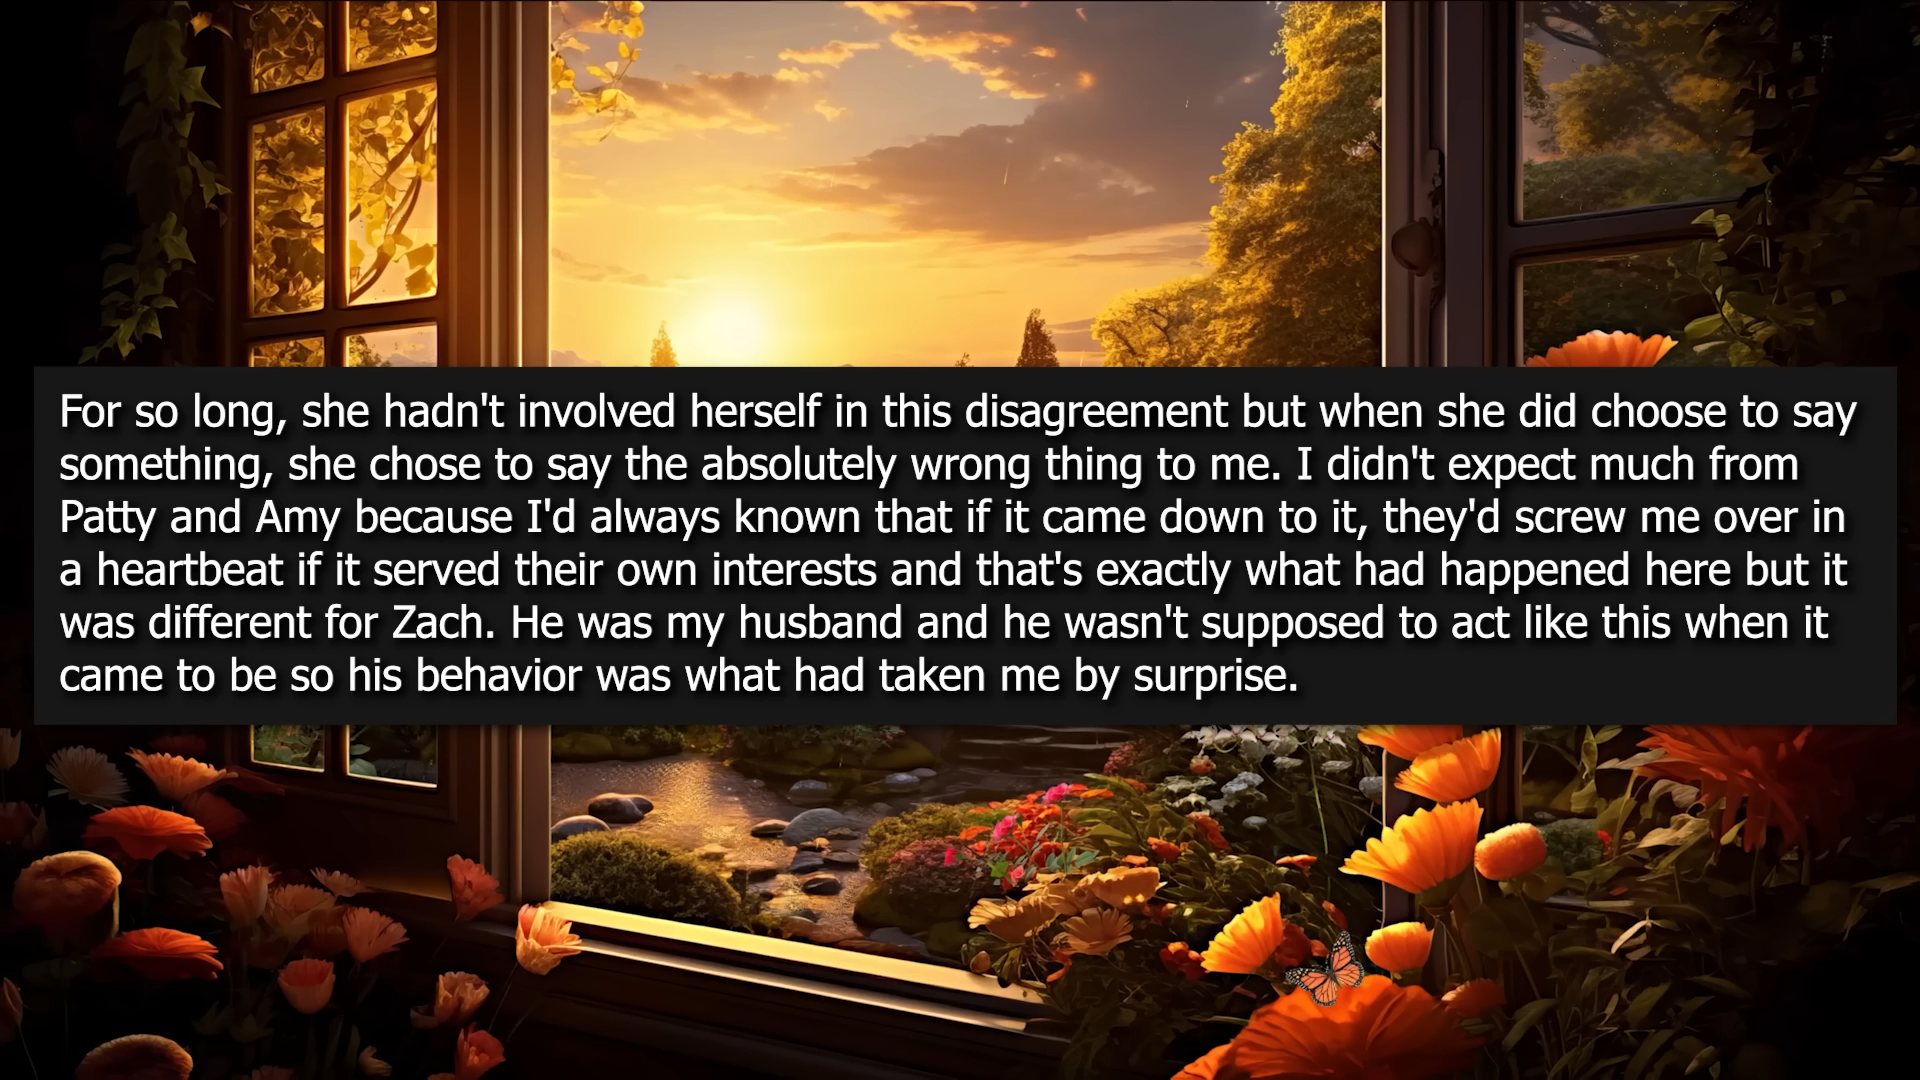 For so long, she hadn't involved herself in this disagreement but when she did choose to say
something, she chose to say the absolutely wrong thing to me. I didn't expect much from
Patty and Amy because I'd always known that if it came down to it, they'd screw me over in
a heartbeat if it served their own interests and that's exactly what had happened here but it
was different for Zach. He was my husband and he wasn't supposed to act like this when it
came to be so his behavior was what had taken me by surprise.